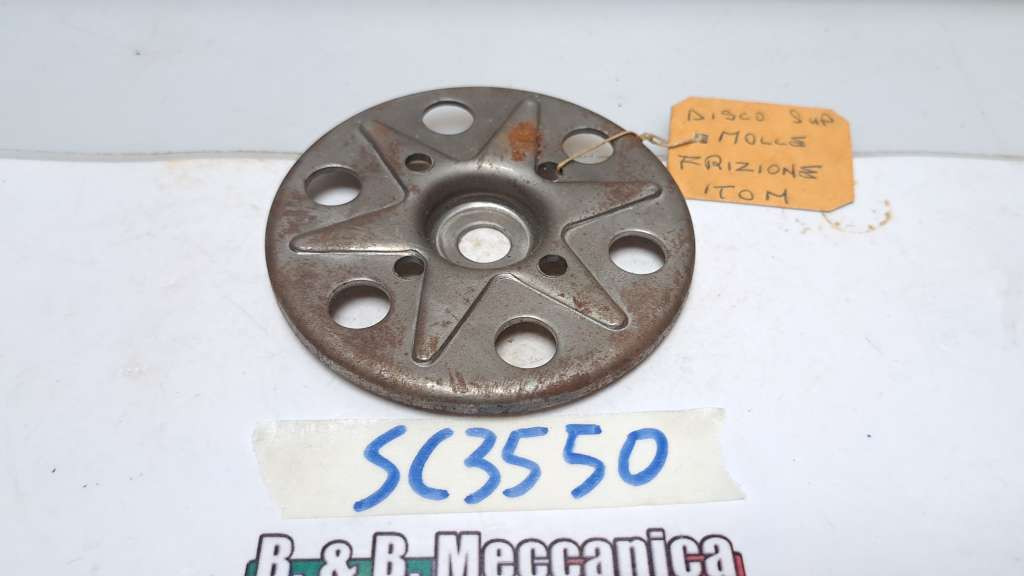 DISCO SUP
MOLLE
FRIZIONE
ITOM
SC3550
B. & B. Meccanica